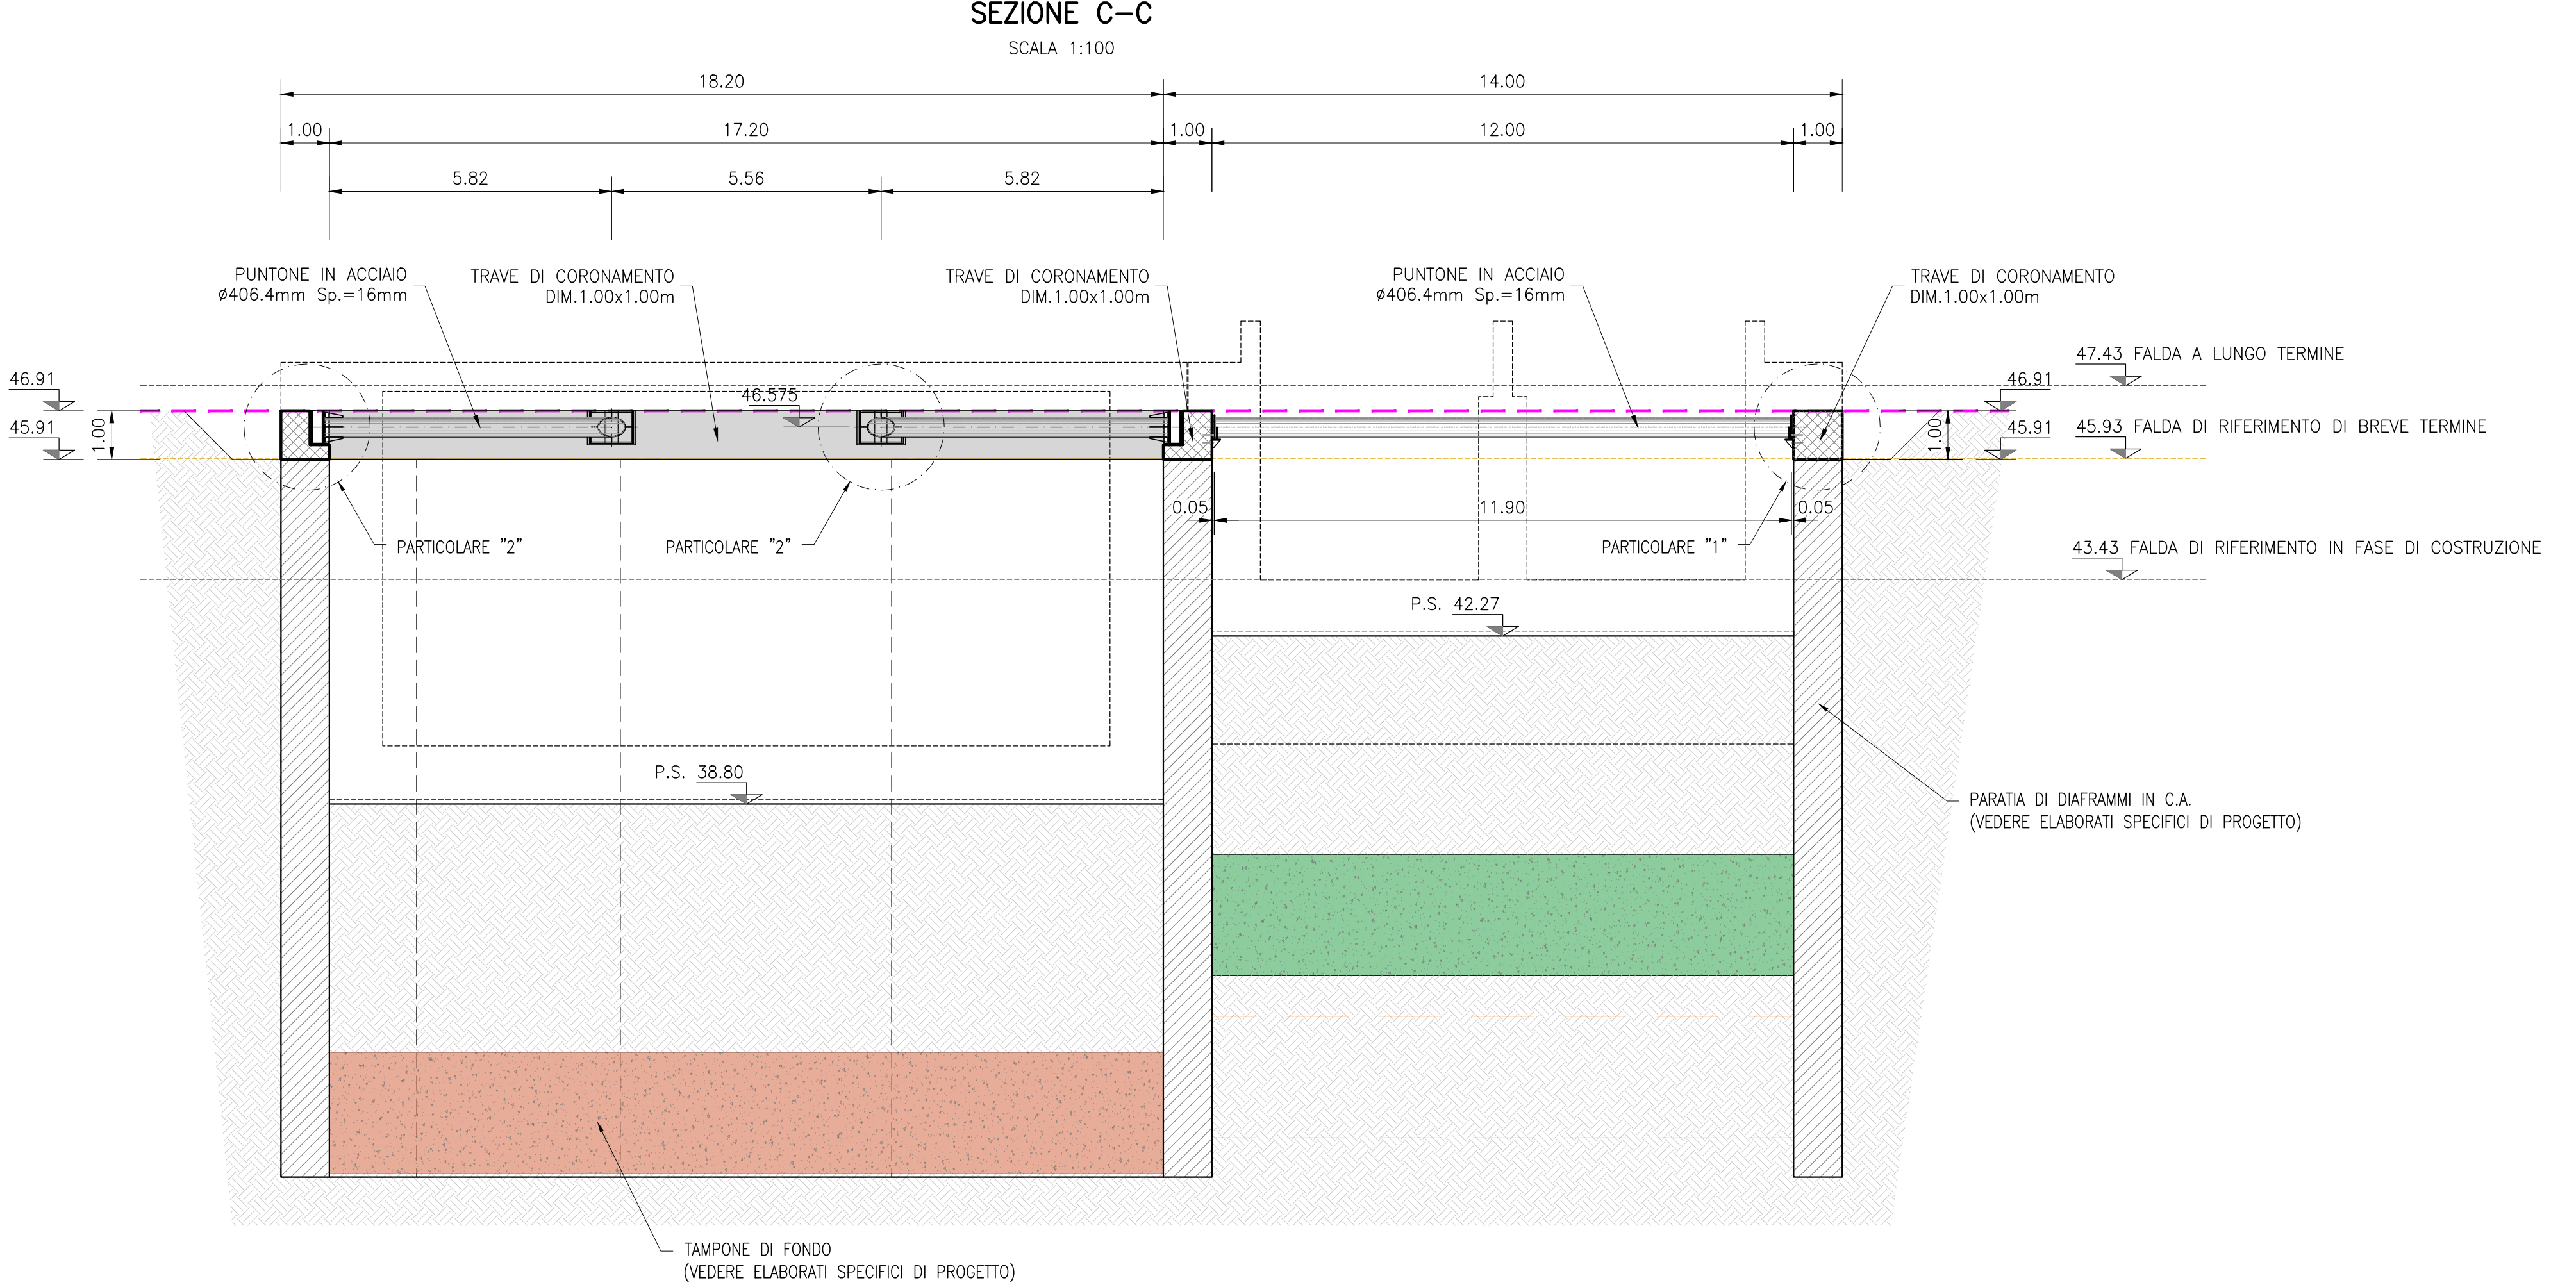 SEZIONE C-C
SCALA 1:100
18.20
14.00
1.00
17.20
1.00
12.00
1.00
5.82
5.56
5.82
PUNTONE IN ACCIAIO
ø406.4mm Sp.=16mm
TRAVE DI CORONAMENTO
DIM.1.00x1.00m
TRAVE DI CORONAMENTO
DIM.1.00x1.00m
PUNTONE IN ACCIAIO
ø406.4mm Sp.=16mm
TRAVE DI CORONAMENTO
DIM.1.00x1.00m
47.43 FALDA A LUNGO TERMINE
46.91
46.91
46.575
45.91
1.00
1.00
45.91
45.93 FALDA DI RIFERIMENTO DI BREVE TERMINE
0.05
11.90
0.05
PARTICOLARE "2"
PARTICOLARE "2"
PARTICOLARE "1"
43.43 FALDA DI RIFERIMENTO IN FASE DI COSTRUZIONE
P.S. 42.27
P.S. 38.80
PARATIA DI DIAFRAMMI IN C.A.
(VEDERE ELABORATI SPECIFICI DI PROGETTO)
TAMPONE DI FONDO
(VEDERE ELABORATI SPECIFICI DI PROGETTO)